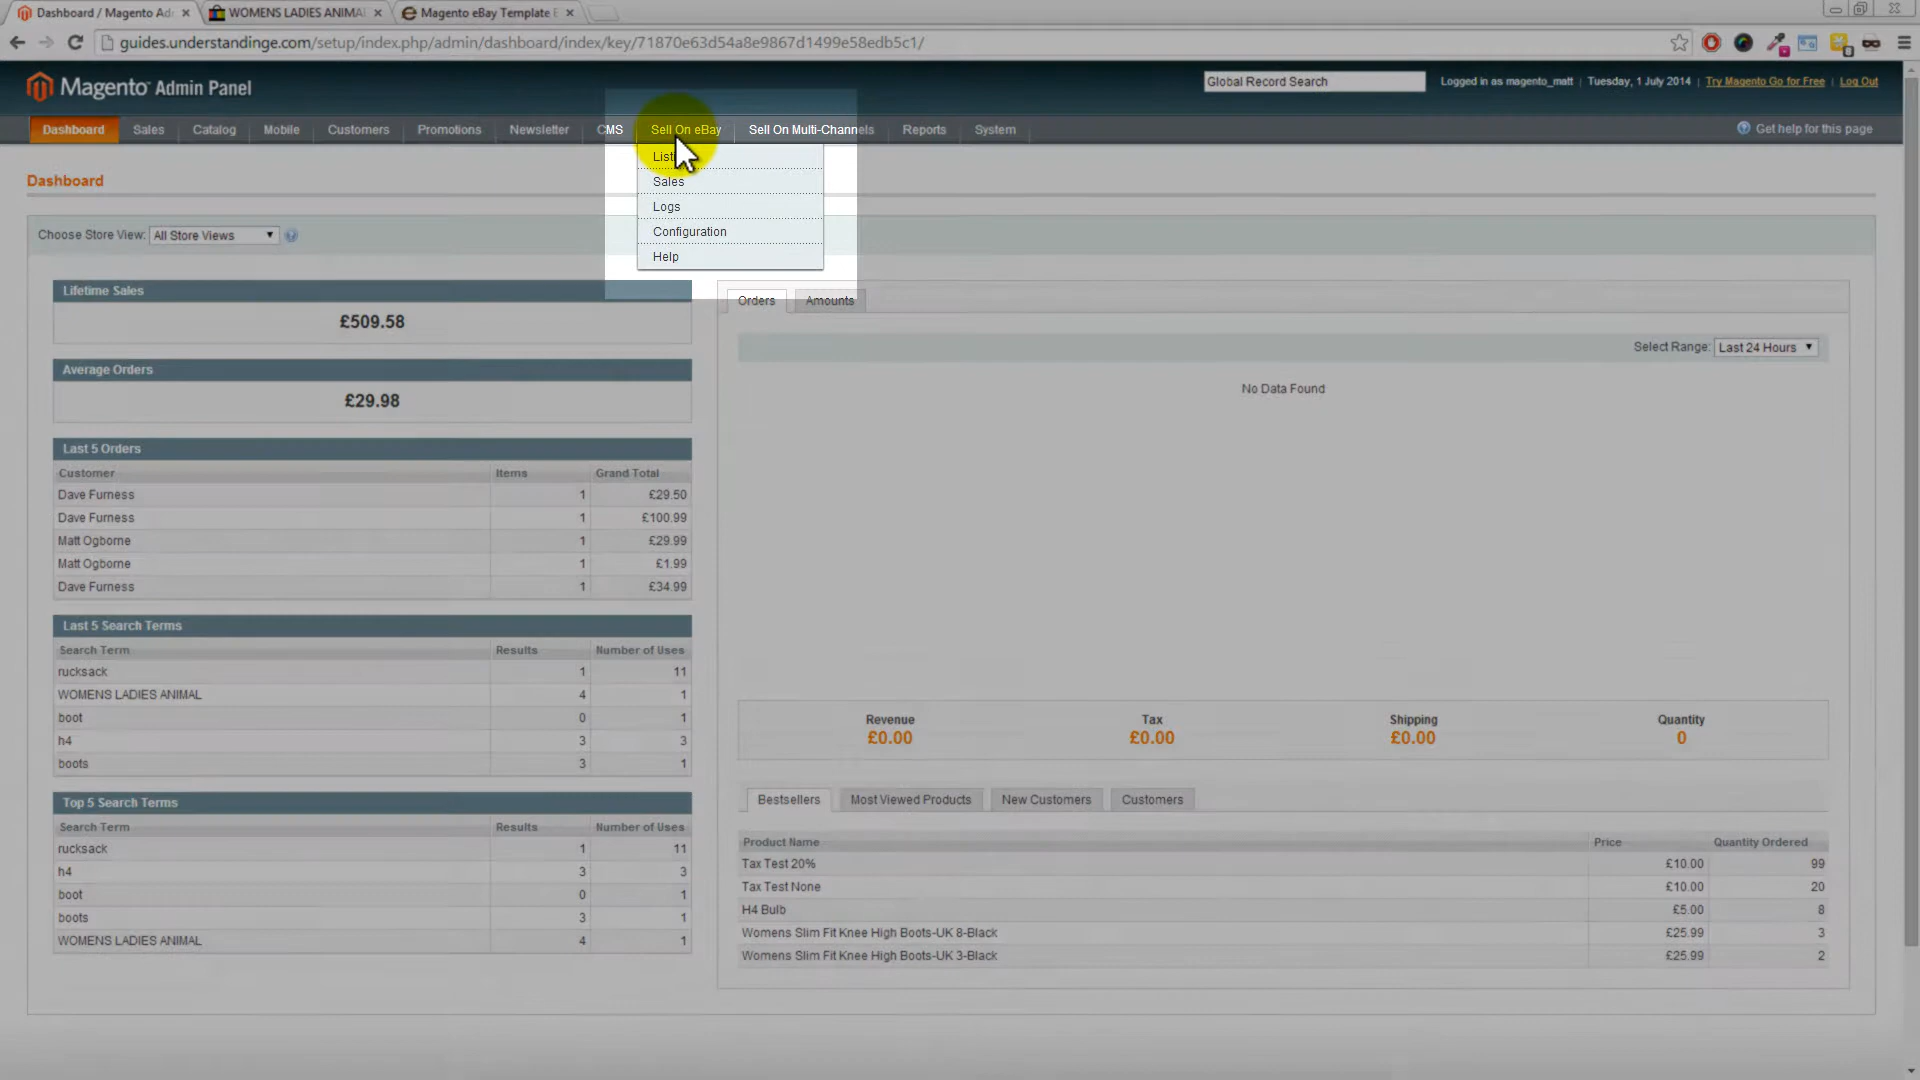 Dashboard / Magento Ad
WOMENS LADIES ANIMA
Magento eBay Template E
guides.understandinge.com/setup/index.php/admin/dashboard/index/key/71870e63d54a8e9867d1499e58edb5c1/
Magento Admin Panel
Global Record Search
Logged in as magento_matt | Tuesday, 1 July 2014 | Try Magento Go for Free | Log Out
Dashboard Sales Catalog Mobile Customers Promotions Newsletter CMS Sell On eBay Sell On Multi-Channels Reports System
Get help for this page
List
Sales
Logs
Configuration
Help
Dashboard
Choose Store View: All Store Views
Lifetime Sales
£509.58
Average Orders
£29.98
Last 5 Orders
Customer Items Grand Total
Dave Furness 1 £29.50
Dave Furness 1 £100.99
Matt Ogborne 1 £29.99
Matt Ogborne 1 £1.99
Dave Furness 1 £34.99
Last 5 Search Terms
Search Term Results Number of Uses
rucksack 1 11
WOMENS LADIES ANIMAL 4 1
boot 0 1
h4 3 3
boots 3 1
Top 5 Search Terms
Search Term Results Number of Uses
rucksack 1 11
h4 3 3
boot 0 1
boots 3 1
WOMENS LADIES ANIMAL 4 1
Orders Amounts
Select Range: Last 24 Hours
No Data Found
Revenue Tax Shipping Quantity
£0.00 £0.00 £0.00 0
Bestsellers Most Viewed Products New Customers Customers
Product Name Price Quantity Ordered
Tax Test 20% £10.00 99
Tax Test None £10.00 20
H4 Bulb £5.00 8
Womens Slim Fit Knee High Boots-UK 8-Black £25.99 3
Womens Slim Fit Knee High Boots-UK 3-Black £25.99 2